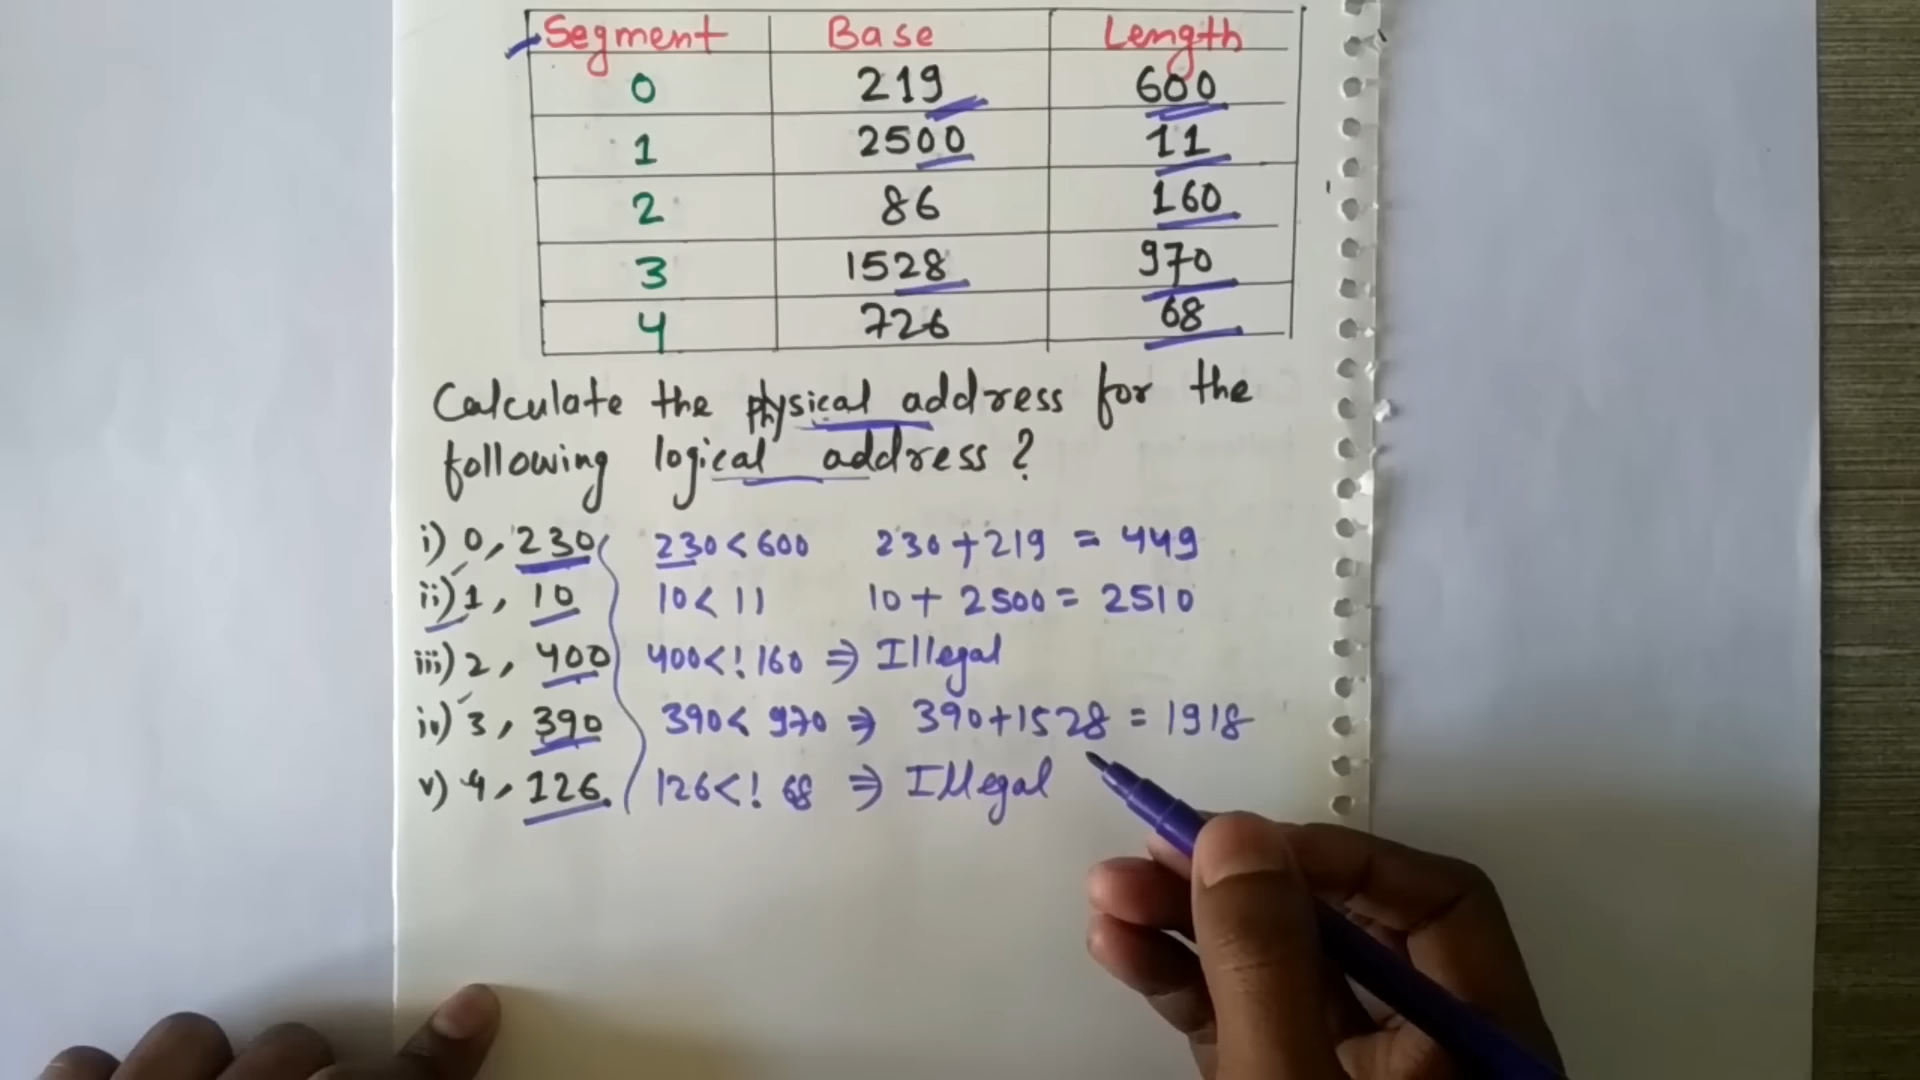 Segment Base Length
0 219 600
1 2500 11
2 86 160
3 1528 970
4 726 68
Calculate the physical address for the
following logical address ?
i) 0, 230 230 < 600 230 + 219 = 449
ii) 1, 10 10 < 11 10 + 2500 = 2510
iii) 2, 400 400 <! 160 ⇒ Illegal
iv) 3, 390 390 < 970 ⇒ 390 + 1528 = 1918
v) 4, 126. 126 <! 68 ⇒ Illegal